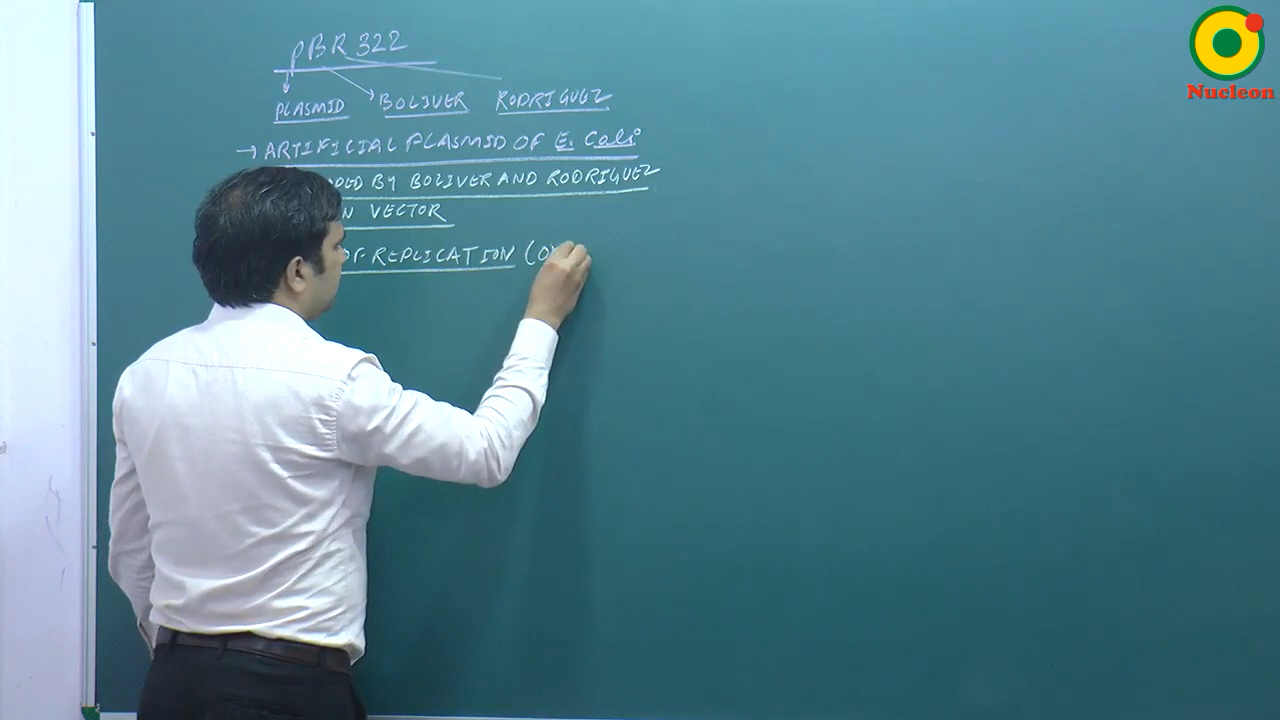 pBR 322
PLASMID BOLIVER RODRIGUEZ
→ ARTIFICIAL PLASMID OF E. Coli
BY BOLIVER AND RODRIGUEZ
VECTOR
OF REPLICATION (O
Nucleon